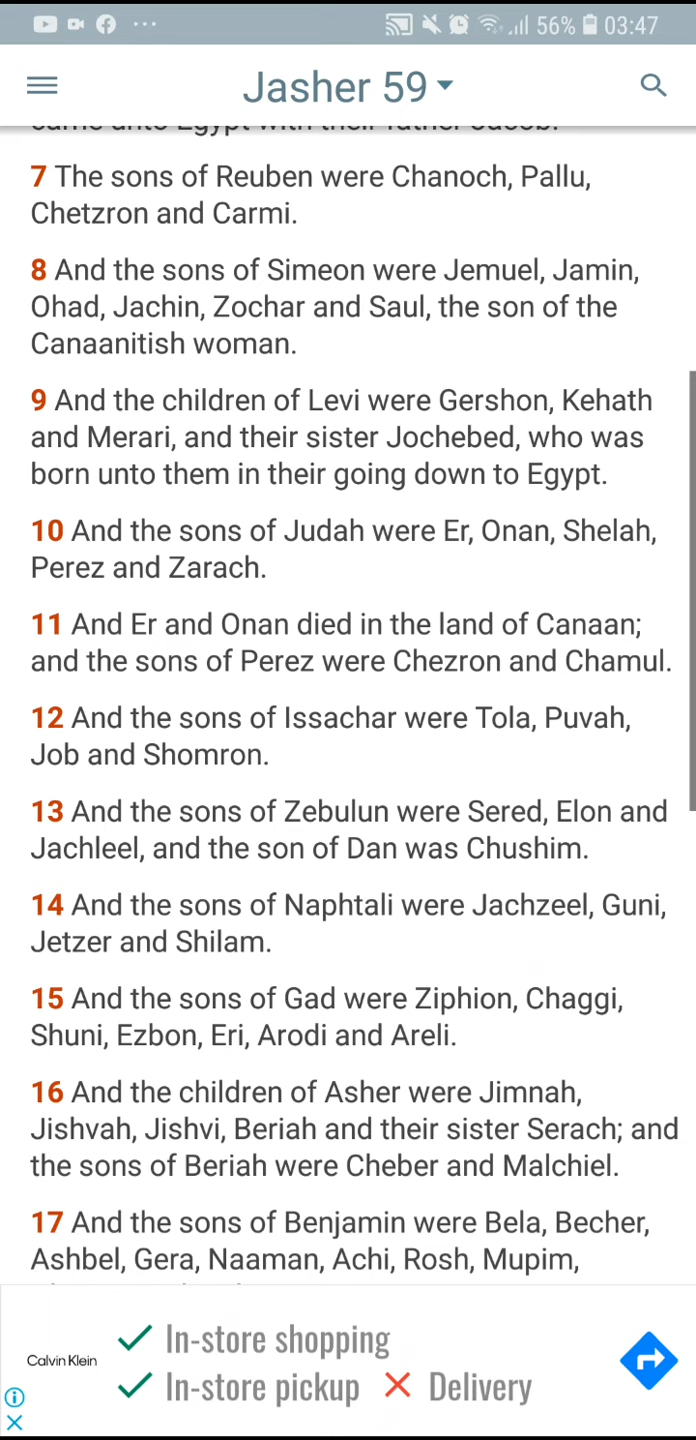 56% 03:47
Jasher 59
came unto Egypt with their father Jacob.
7 The sons of Reuben were Chanoch, Pallu,
Chetzron and Carmi.
8 And the sons of Simeon were Jemuel, Jamin,
Ohad, Jachin, Zochar and Saul, the son of the
Canaanitish woman.
9 And the children of Levi were Gershon, Kehath
and Merari, and their sister Jochebed, who was
born unto them in their going down to Egypt.
10 And the sons of Judah were Er, Onan, Shelah,
Perez and Zarach.
11 And Er and Onan died in the land of Canaan;
and the sons of Perez were Chezron and Chamul.
12 And the sons of Issachar were Tola, Puvah,
Job and Shomron.
13 And the sons of Zebulun were Sered, Elon and
Jachleel, and the son of Dan was Chushim.
14 And the sons of Naphtali were Jachzeel, Guni,
Jetzer and Shilam.
15 And the sons of Gad were Ziphion, Chaggi,
Shuni, Ezbon, Eri, Arodi and Areli.
16 And the children of Asher were Jimnah,
Jishvah, Jishvi, Beriah and their sister Serach; and
the sons of Beriah were Cheber and Malchiel.
17 And the sons of Benjamin were Bela, Becher,
Ashbel, Gera, Naaman, Achi, Rosh, Mupim,
In-store shopping
Calvin Klein
In-store pickup Delivery